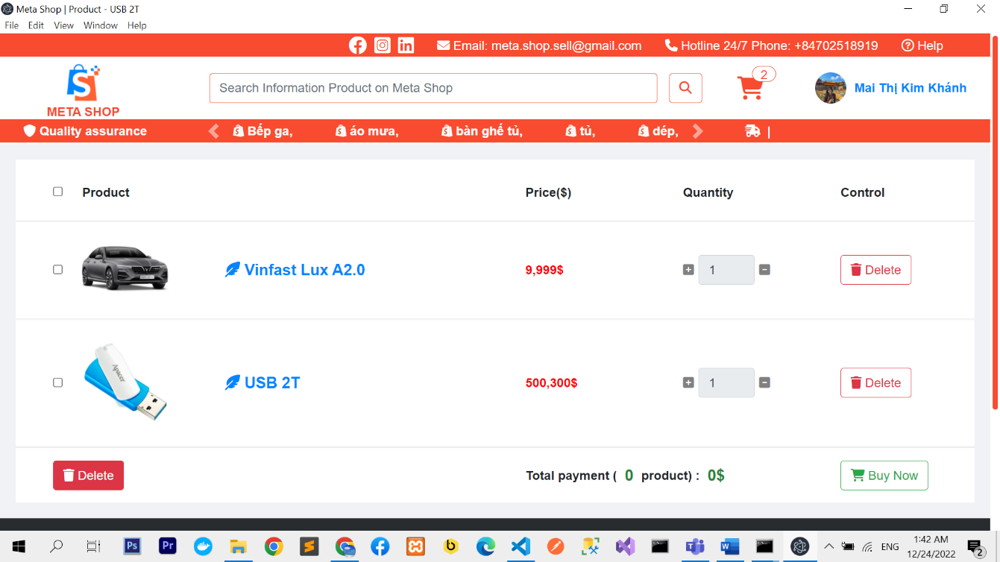 Meta Shop | Product - USB 2T
File Edit View Window Help
Email: meta.shop.sell@gmail.com Hotline 24/7 Phone: +84702518919 Help
META SHOP
Search Information Product on Meta Shop
2
Mai Thị Kim Khánh
Quality assurance Bếp ga, áo mưa, bàn ghế tủ, tủ, dép, |
Product Price($) Quantity Control
Vinfast Lux A2.0 9,999$ 1 Delete
Apacer
USB 2T 500,300$ 1 Delete
Delete Total payment ( 0 product) : 0$ Buy Now
Ps Pr ENG 1:42 AM
12/24/2022 2